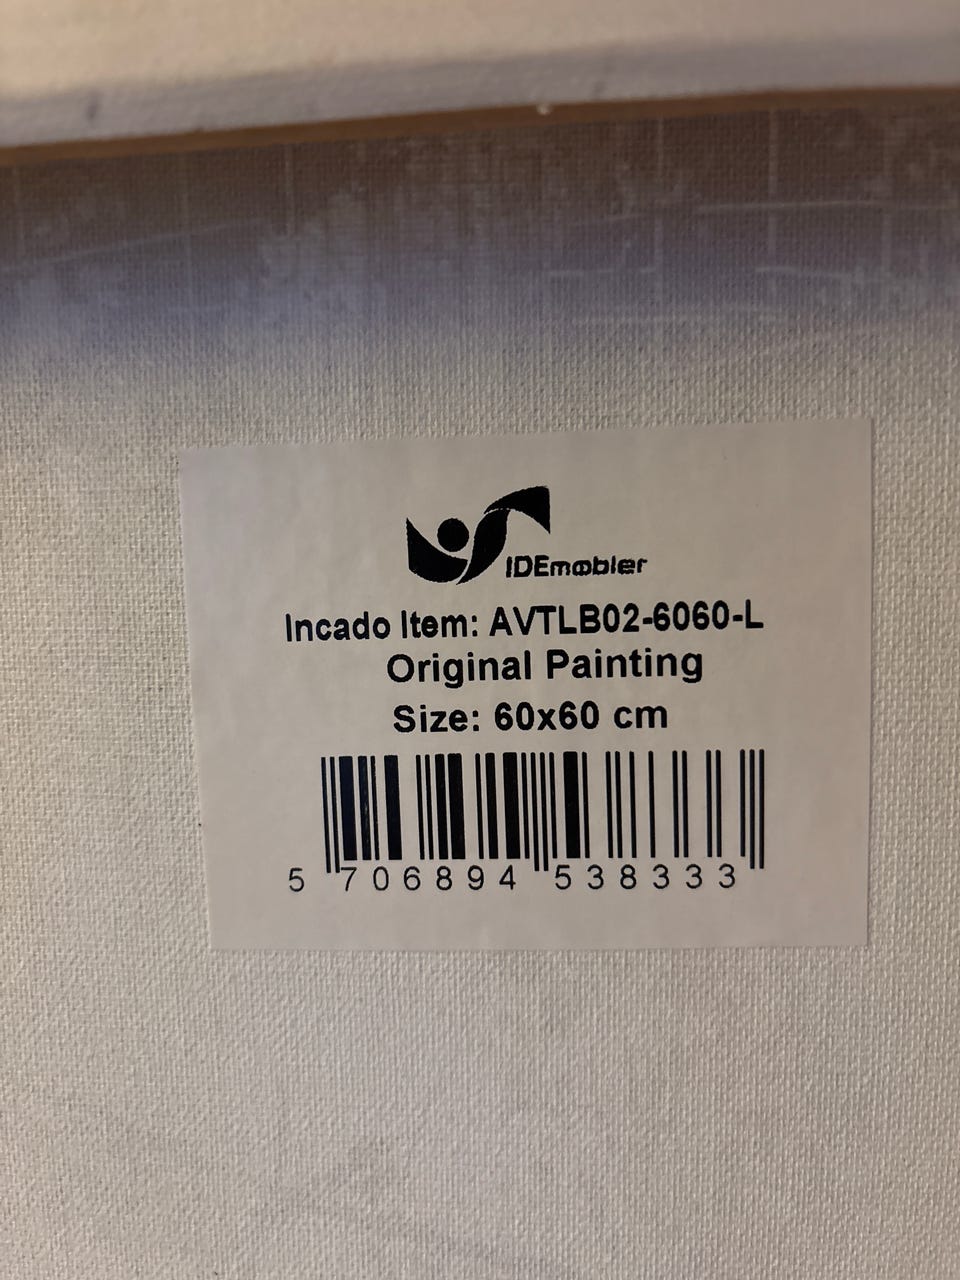 IDEmøbler
Incado Item: AVTLB02-6060-L
Original Painting
Size: 60x60 cm
5 706894 538333